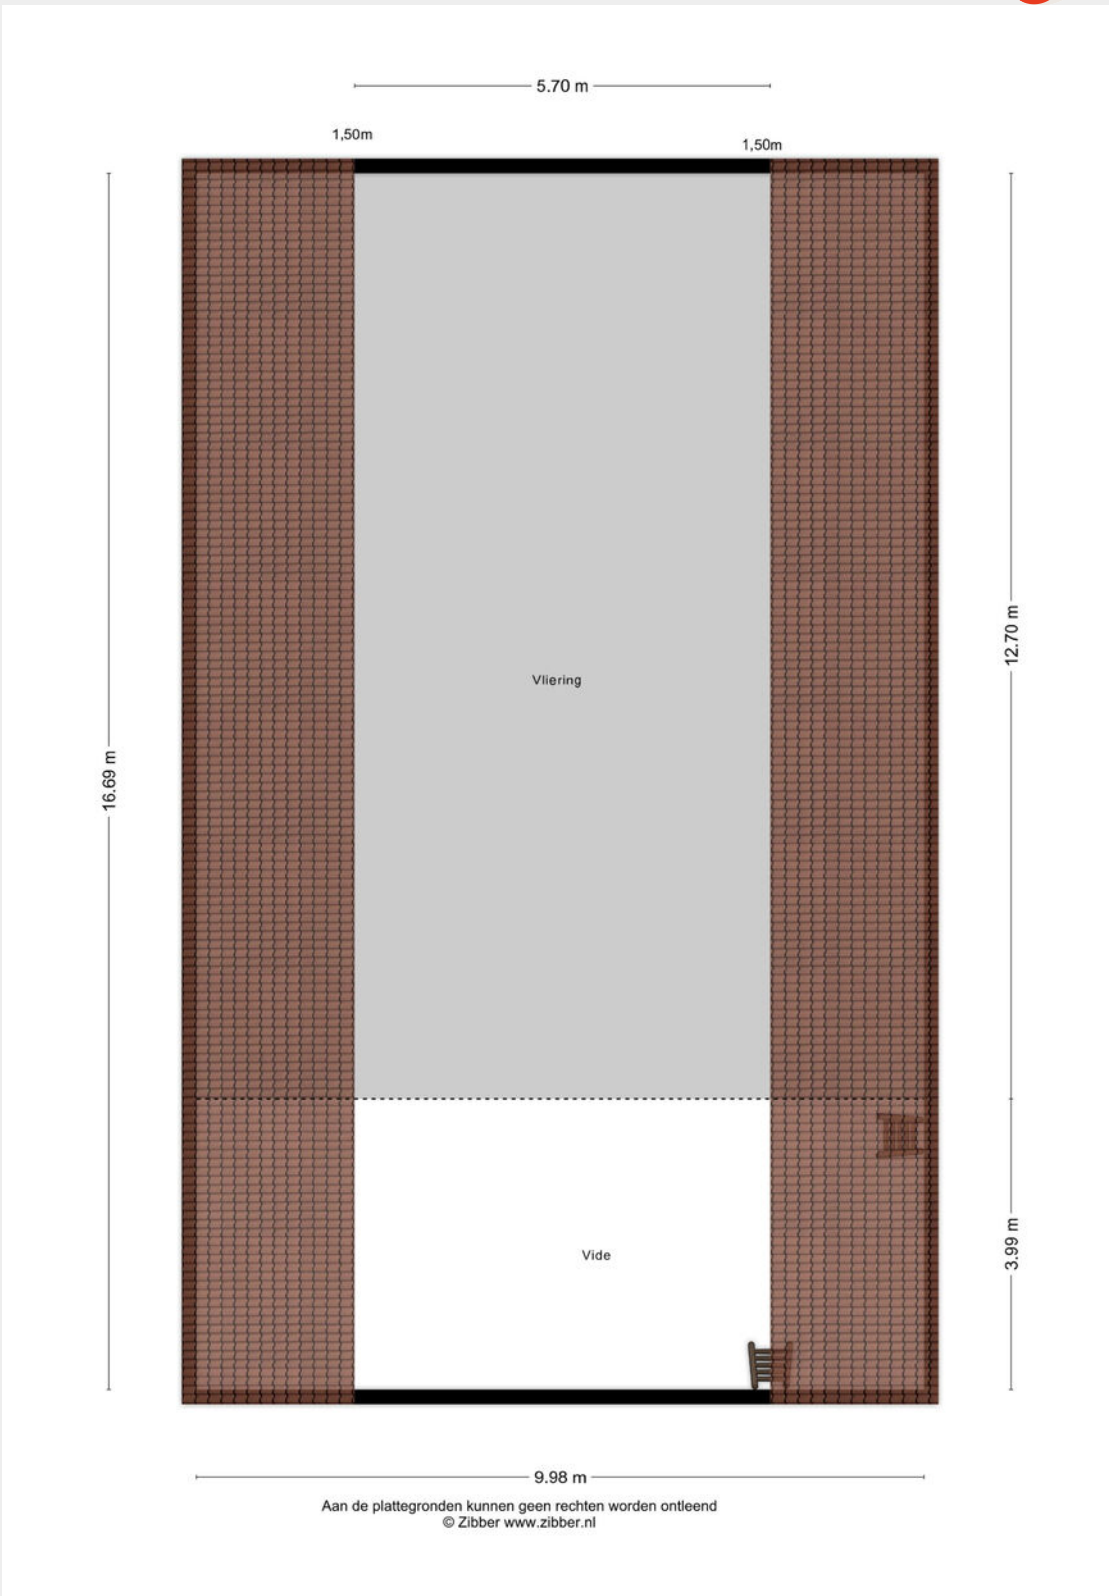 5.70 m
1,50m
1,50m
12.70 m
Vliering
16.69 m
3.99 m
Vide
9.98 m
Aan de plattegronden kunnen geen rechten worden ontleend
© Zibber www.zibber.nl